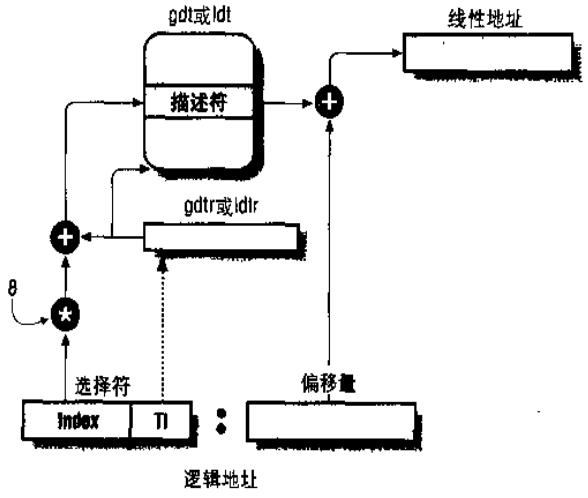 gdt或ldt
线性地址
描述符
+
gdtr或ldtr
+
8
*
选择符
偏移量
Index
TI
:
逻辑地址